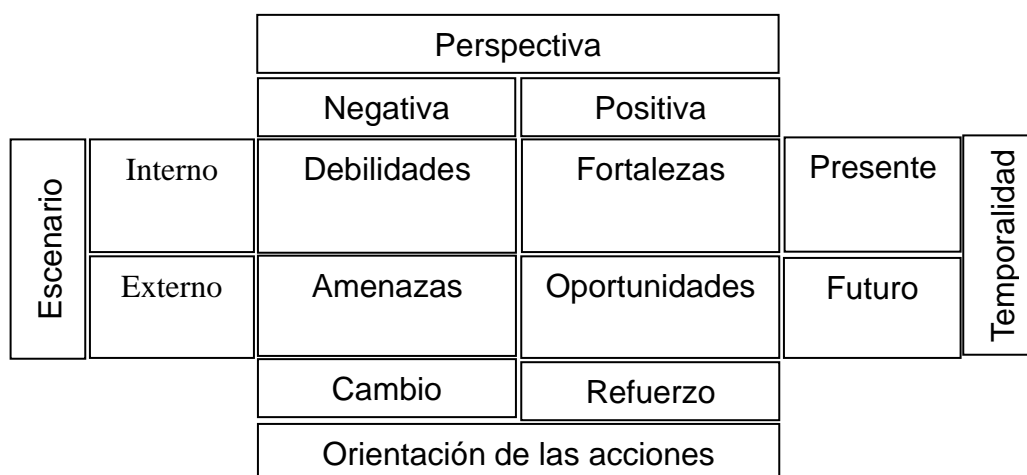 Perspectiva
Negativa Positiva
Escenario
Interno Debilidades Fortalezas Presente
Temporalidad
Externo Amenazas Oportunidades Futuro
Cambio Refuerzo
Orientación de las acciones